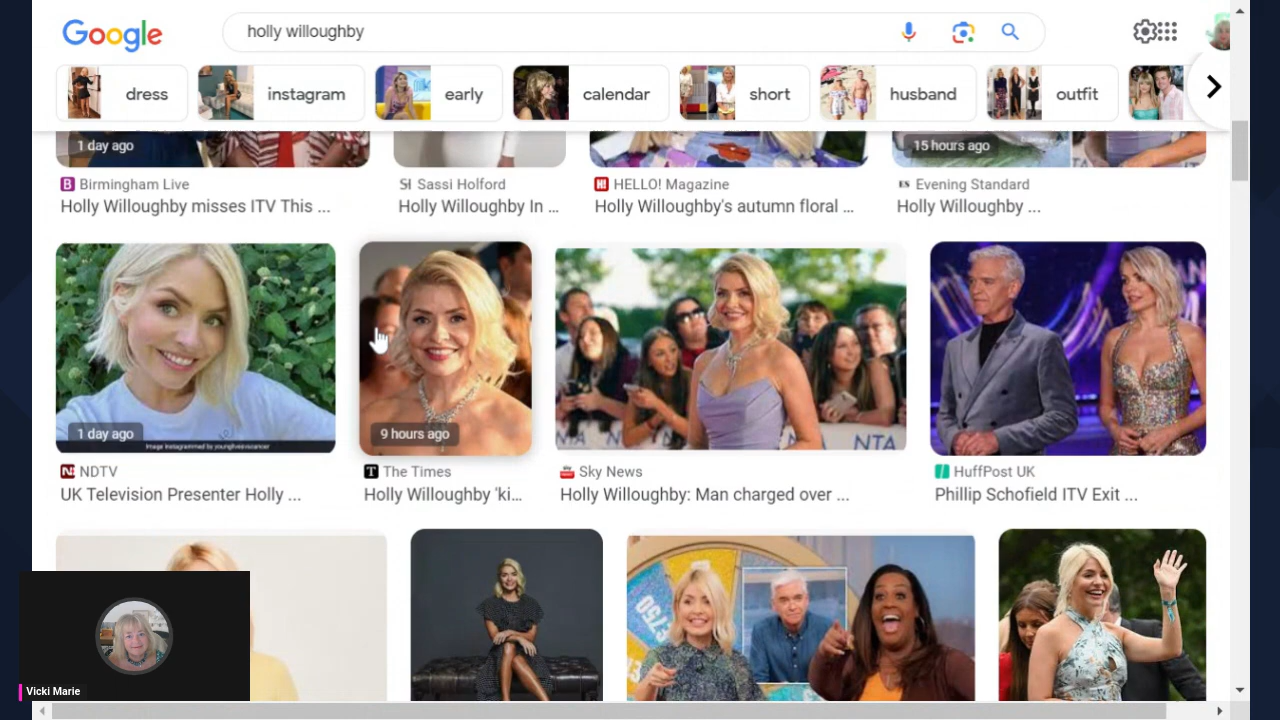 Google
holly willoughby
dress
instagram
early
calendar
short
husband
outfit
1 day ago
15 hours ago
Birmingham Live
Sassi Holford
HELLO! Magazine
Evening Standard
Holly Willoughby misses ITV This ...
Holly Willoughby In ...
Holly Willoughby's autumn floral ...
Holly Willoughby ...
1 day ago
9 hours ago
NTA
NDTV
The Times
Sky News
HuffPost UK
UK Television Presenter Holly ...
Holly Willoughby 'ki...
Holly Willoughby: Man charged over ...
Phillip Schofield ITV Exit ...
£750
Vicki Marie